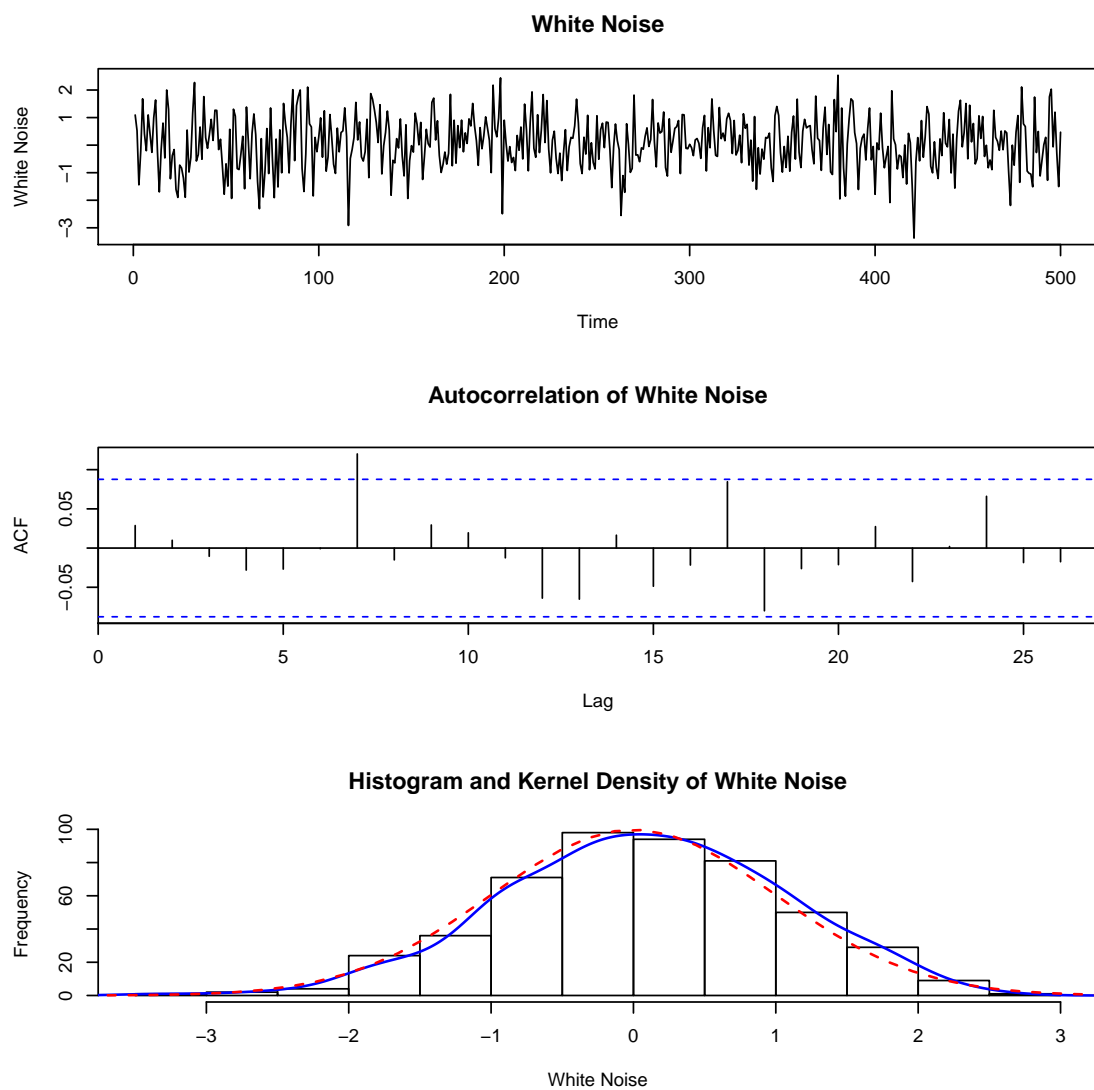 White Noise
White Noise
2
1
−1
−3
0 100 200 300 400 500
Time
Autocorrelation of White Noise
ACF
0.05
−0.05
0 5 10 15 20 25
Lag
Histogram and Kernel Density of White Noise
Frequency
100
60
20
0
−3 −2 −1 0 1 2 3
White Noise